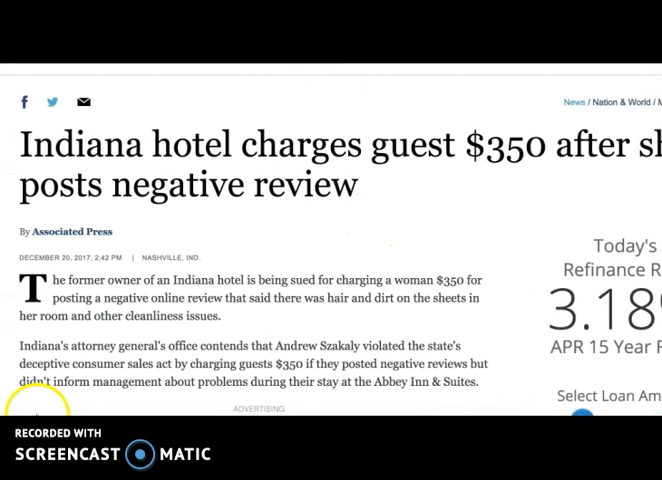 News / Nation & World /
Indiana hotel charges guest $350 after
posts negative review
By Associated Press
DECEMBER 20, 2017, 2:42 PM | NASHVILLE, IND.
The former owner of an Indiana hotel is being sued for charging a woman $350 for
posting a negative online review that said there was hair and dirt on the sheets in
her room and other cleanliness issues.
Indiana's attorney general's office contends that Andrew Szakaly violated the state's
deceptive consumer sales act by charging guests $350 if they posted negative reviews but
didn't inform management about problems during their stay at the Abbey Inn & Suites.
ADVERTISING
Today's
Refinance R
3.18
APR 15 Year F
Select Loan Am
RECORDED WITH
SCREENCAST MATIC